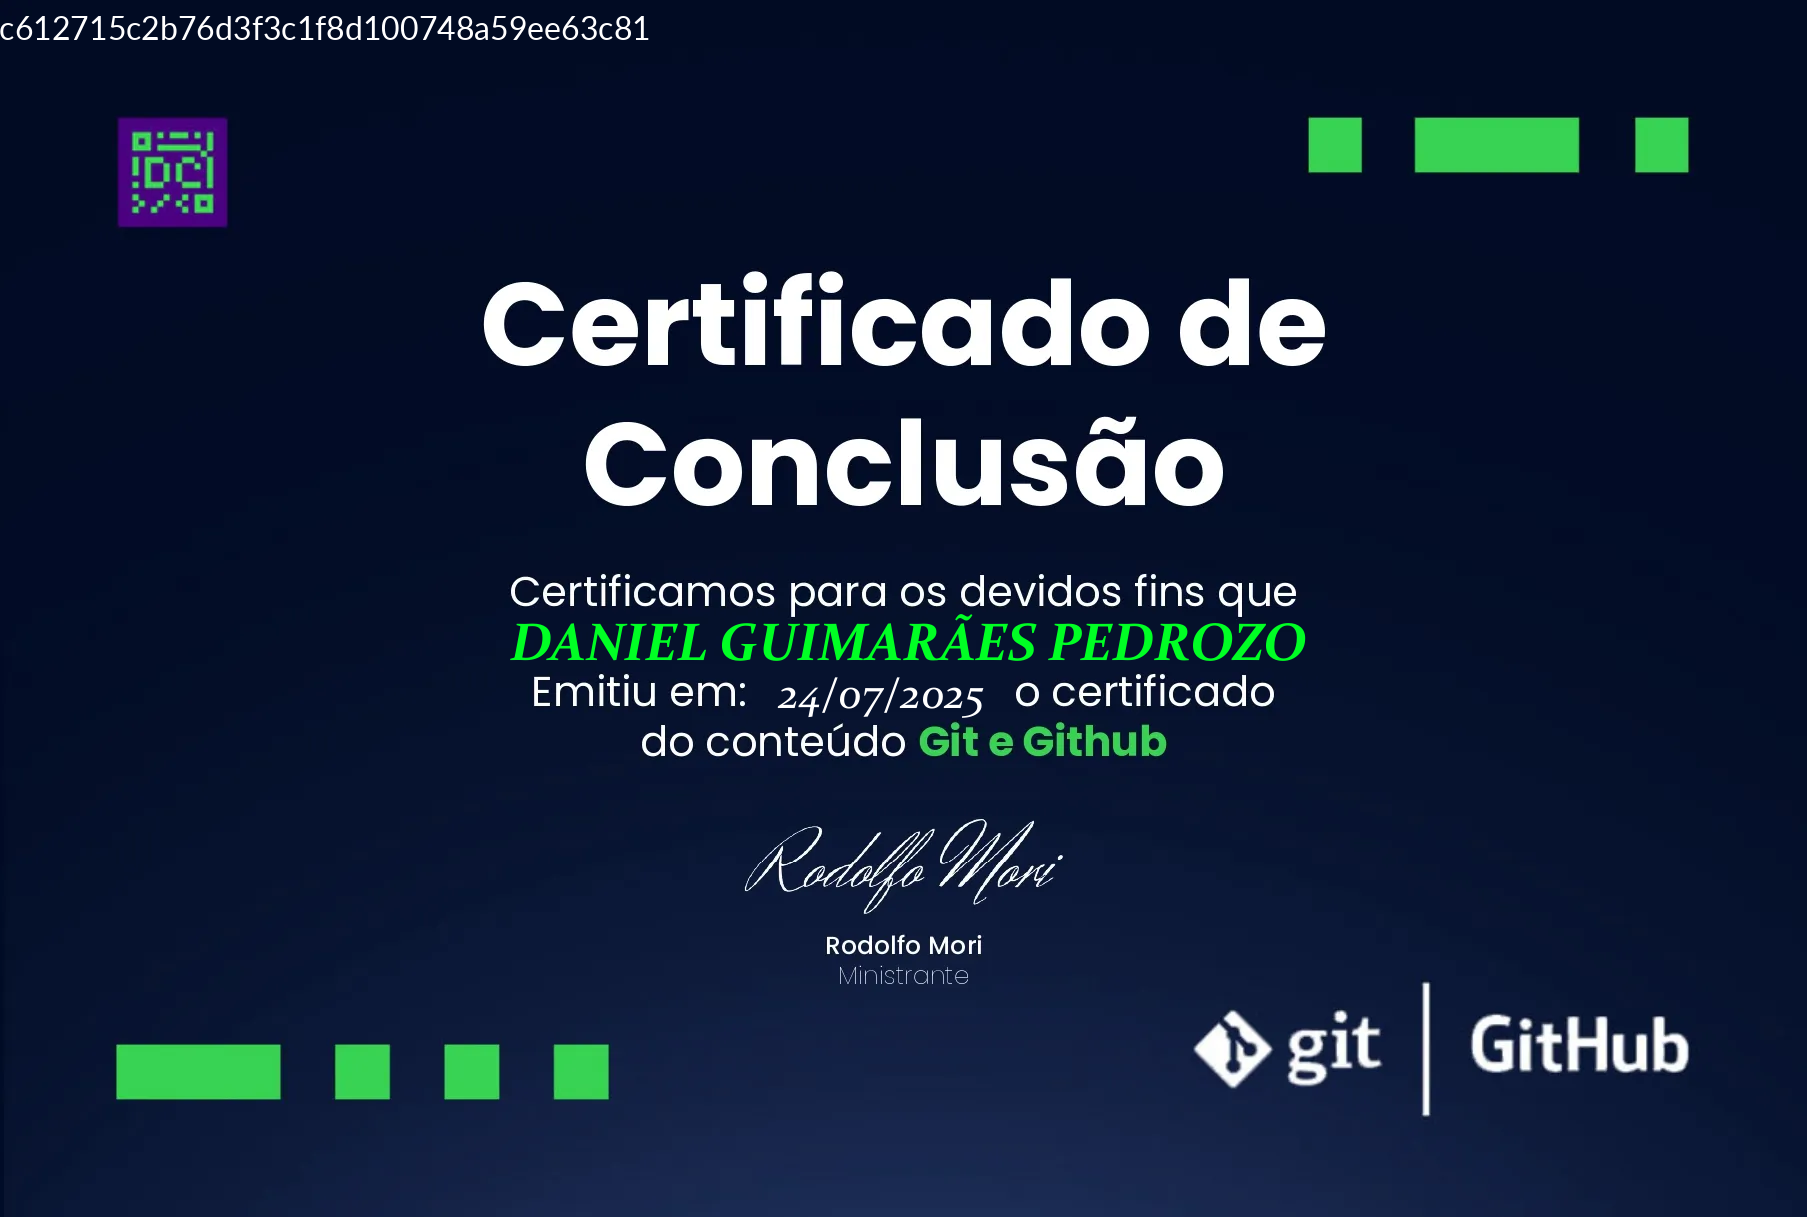 c612715c2b76d3f3c1f8d100748a59ee63c81
DC
Certificado de
Conclusão
Certificamos para os devidos fins que
DANIEL GUIMARÃES PEDROZO
Emitiu em: 24/07/2025 o certificado
do conteúdo Git e Github
Rodolfo Mori
Rodolfo Mori
Ministrante
git | GitHub